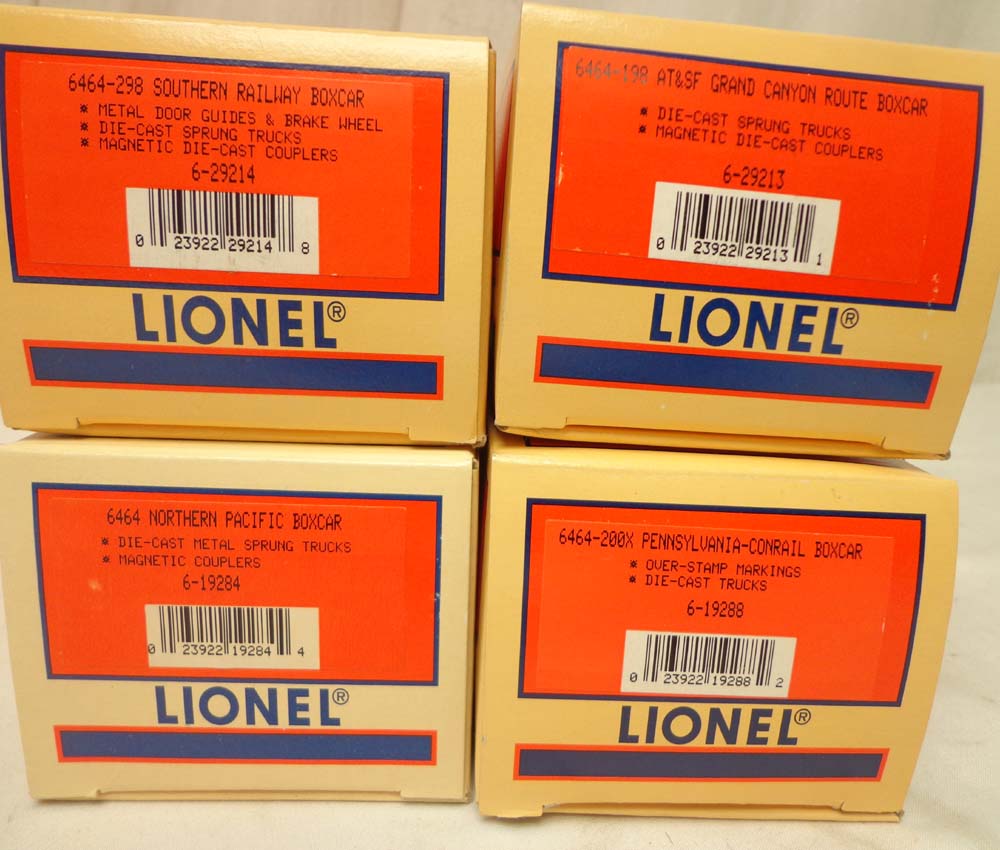 6464-298 SOUTHERN RAILWAY BOXCAR
* METAL DOOR GUIDES & BRAKE WHEEL
* DIE-CAST SPRUNG TRUCKS
* MAGNETIC DIE-CAST COUPLERS
6-29214
0 23922 29214 8
LIONEL®
6464-198 AT&SF GRAND CANYON ROUTE BOXCAR
* DIE-CAST SPRUNG TRUCKS
* MAGNETIC DIE-CAST COUPLERS
6-29213
0 23922 29213 1
LIONEL®
6464 NORTHERN PACIFIC BOXCAR
* DIE-CAST METAL SPRUNG TRUCKS
* MAGNETIC COUPLERS
6-19284
0 23922 19284 4
LIONEL®
6464-200X PENNSYLVANIA-CONRAIL BOXCAR
* OVER-STAMP MARKINGS
* DIE-CAST TRUCKS
6-19288
0 23922 19288 2
LIONEL®